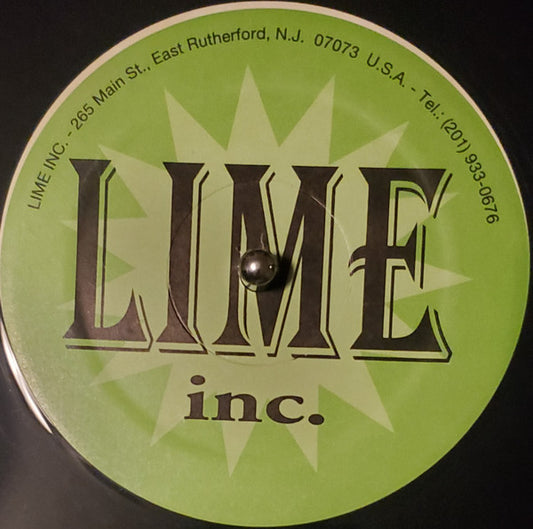 LIME INC. - 265 Main St., East Rutherford, N.J. 07073 U.S.A. - Tel.: (201) 933-0676
LIME
inc.